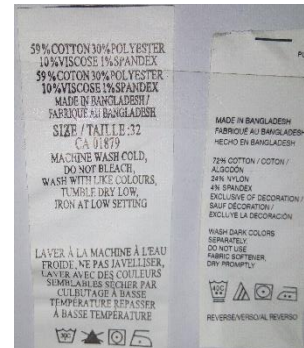 59%COTTON 30%POLYESTER
10%VISCOSE 1%SPANDEX
59%COTON 30%POLYESTER
10%VISCOSE 1%SPANDEX
MADE IN BANGLADESH /
FABRIQUÉ AU BANGLADESH
SIZE / TAILLE :32
CA 01879
MACHINE WASH COLD,
DO NOT BLEACH,
WASH WITH LIKE COLOURS,
TUMBLE DRY LOW,
IRON AT LOW SETTING
LAVER À LA MACHINE À L'EAU
FROIDE, NE PAS JAVELLISER,
LAVER AVEC DES COULEURS
SEMBLABLES SÉCHER PAR
CULBUTAGE À BASSE
TEMPÉRATURE REPASSER
À BASSE TEMPÉRATURE
MADE IN BANGLADESH
FABRIQUÉ AU BANGLADESH
HECHO EN BANGLADESH
72% COTTON / COTON /
ALGODÓN
24% NYLON
4% SPANDEX
EXCLUSIVE OF DECORATION /
SAUF DÉCORATION /
EXCLUYE LA DECORACIÓN
WASH DARK COLORS
SEPARATELY.
DO NOT USE
FABRIC SOFTENER.
DRY PROMPTLY
REVERSE/VERSO/AL REVERSO